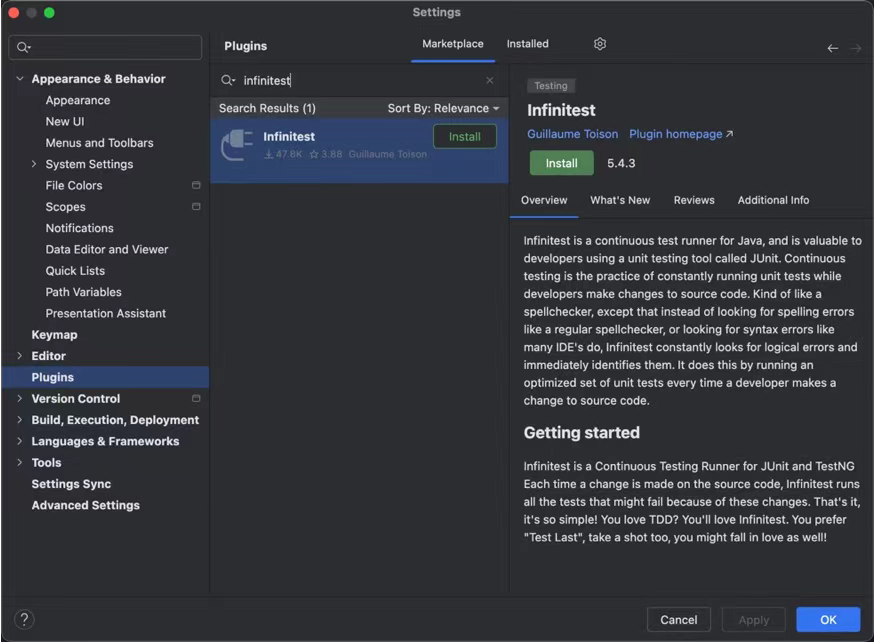 Settings
Appearance & Behavior
Appearance
New UI
Menus and Toolbars
System Settings
File Colors
Scopes
Notifications
Data Editor and Viewer
Quick Lists
Path Variables
Presentation Assistant
Keymap
Editor
Plugins
Version Control
Build, Execution, Deployment
Languages & Frameworks
Tools
Settings Sync
Advanced Settings
?
Plugins
Marketplace
Installed
infinitest
Search Results (1)
Sort By: Relevance
Infinitest
Install
47.8K 3.88 Guillaume Toison
Testing
Infinitest
Guillaume Toison Plugin homepage ↗
Install 5.4.3
Overview What's New Reviews Additional Info
Infinitest is a continuous test runner for Java, and is valuable to
developers using a unit testing tool called JUnit. Continuous
testing is the practice of constantly running unit tests while
developers make changes to source code. Kind of like a
spellchecker, except that instead of looking for spelling errors
like a regular spellchecker, or looking for syntax errors like
many IDE's do, Infinitest constantly looks for logical errors and
immediately identifies them. It does this by running an
optimized set of unit tests every time a developer makes a
change to source code.
Getting started
Infinitest is a Continuous Testing Runner for JUnit and TestNG
Each time a change is made on the source code, Infinitest runs
all the tests that might fail because of these changes. That's it,
it's so simple! You love TDD? You'll love Infinitest. You prefer
"Test Last", take a shot too, you might fall in love as well!
Cancel Apply OK